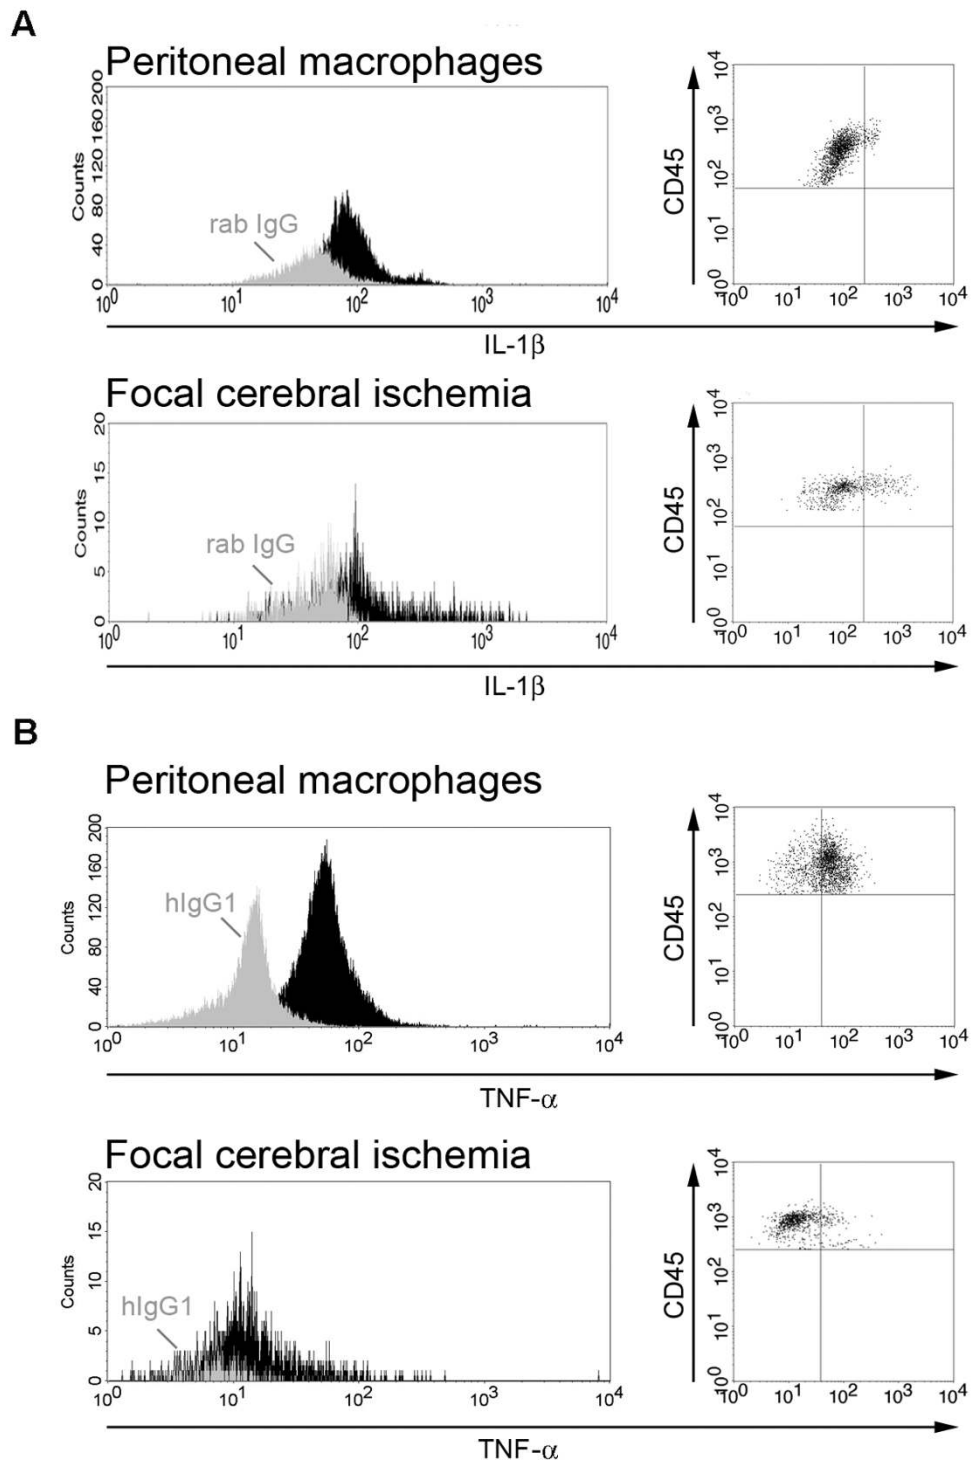 A
Peritoneal macrophages
Counts
0 40 80 120 160 200
rab IgG
10⁰ 10¹ 10² 10³ 10⁴
IL-1β
CD45
10⁰ 10¹ 10² 10³ 10⁴
10⁰ 10¹ 10² 10³ 10⁴
Focal cerebral ischemia
Counts
0 5 10 15 20
rab IgG
10⁰ 10¹ 10² 10³ 10⁴
IL-1β
CD45
10⁰ 10¹ 10² 10³ 10⁴
10⁰ 10¹ 10² 10³ 10⁴
B
Peritoneal macrophages
Counts
0 40 80 120 160 200
hIgG1
10⁰ 10¹ 10² 10³ 10⁴
TNF-α
CD45
10⁰ 10¹ 10² 10³ 10⁴
10⁰ 10¹ 10² 10³ 10⁴
Focal cerebral ischemia
Counts
0 5 10 15 20
hIgG1
10⁰ 10¹ 10² 10³ 10⁴
TNF-α
CD45
10⁰ 10¹ 10² 10³ 10⁴
10⁰ 10¹ 10² 10³ 10⁴